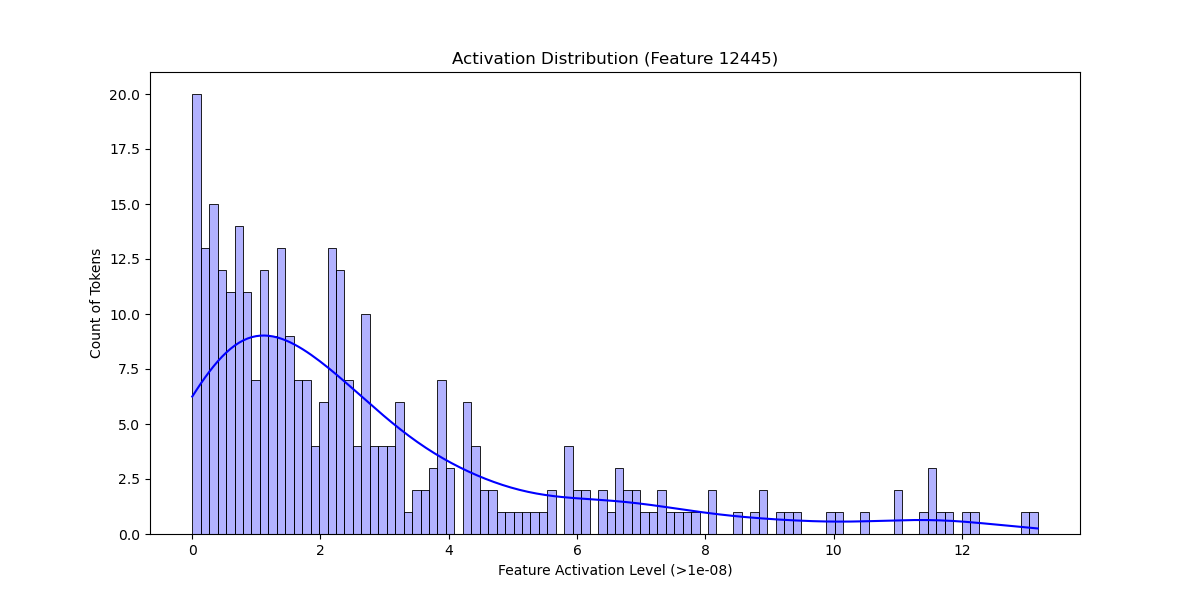 Activation Distribution (Feature 12445)
20.0
17.5
15.0
12.5
10.0
7.5
5.0
2.5
0.0
Count of Tokens
0 2 4 6 8 10 12
Feature Activation Level (>1e-08)